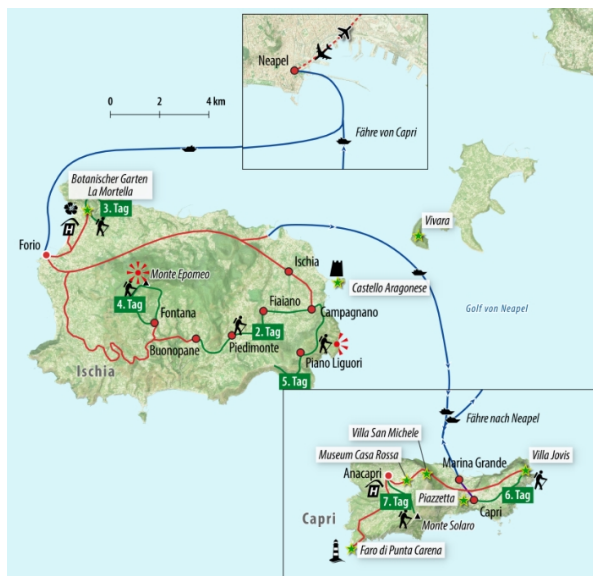 Neapel
0 2 4 km
Fähre von Capri
Botanischer Garten
La Mortella
3. Tag
H
Forio
Vivara
Ischia
Monte Epomeo
Castello Aragonese
4. Tag
Fontana
Fiaiano
Campagnano
Golf von Neapel
2. Tag
Buonopane
Piedimonte
Piano Liguori
Ischia
5. Tag
Fähre nach Neapel
Villa San Michele
Museum Casa Rossa
Marina Grande
Villa Jovis
Anacapri
H
Piazzetta
6. Tag
7. Tag
Capri
Capri
Monte Solaro
Faro di Punta Carena